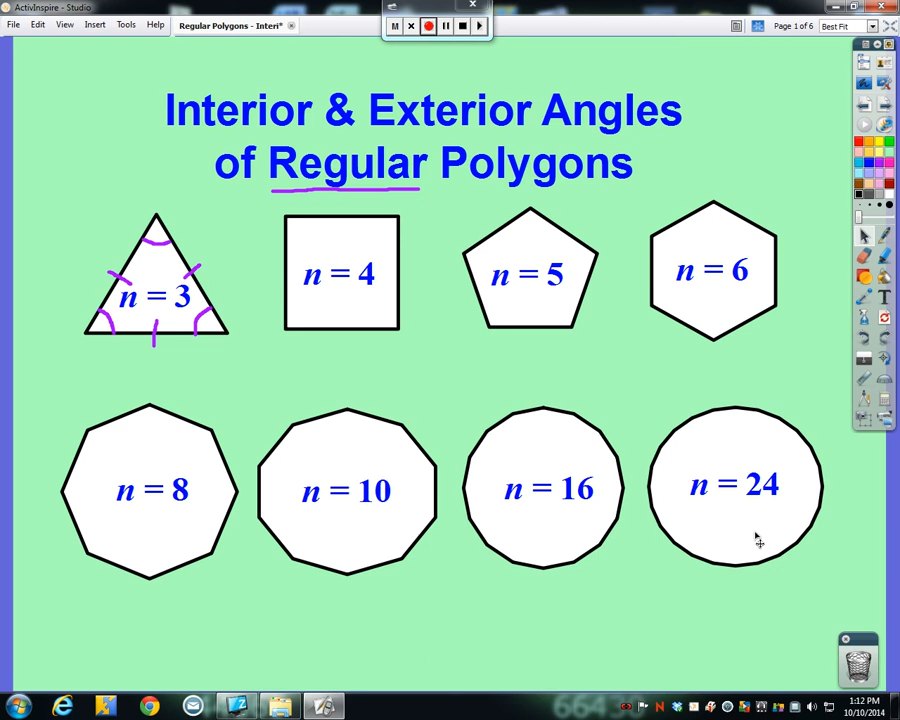 ActivInspire - Studio
File Edit View Insert Tools Help
Regular Polygons - Interi*
M
Page 1 of 6
Best Fit
Interior & Exterior Angles
of Regular Polygons
n = 3
n = 4
n = 5
n = 6
n = 8
n = 10
n = 16
n = 24
1:12 PM
10/10/2014